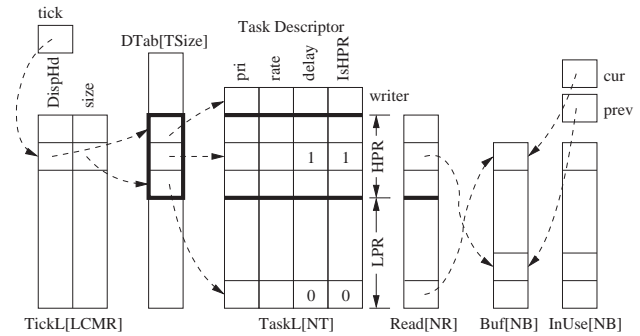 tick
DTab[TSize]
Task Descriptor
DispHd
size
pri
rate
delay
IsHPR
cur
prev
writer
HPR
1 1
LPR
0 0
TickL[LCMR]
TaskL[NT]
Read[NR]
Buf[NB]
InUse[NB]